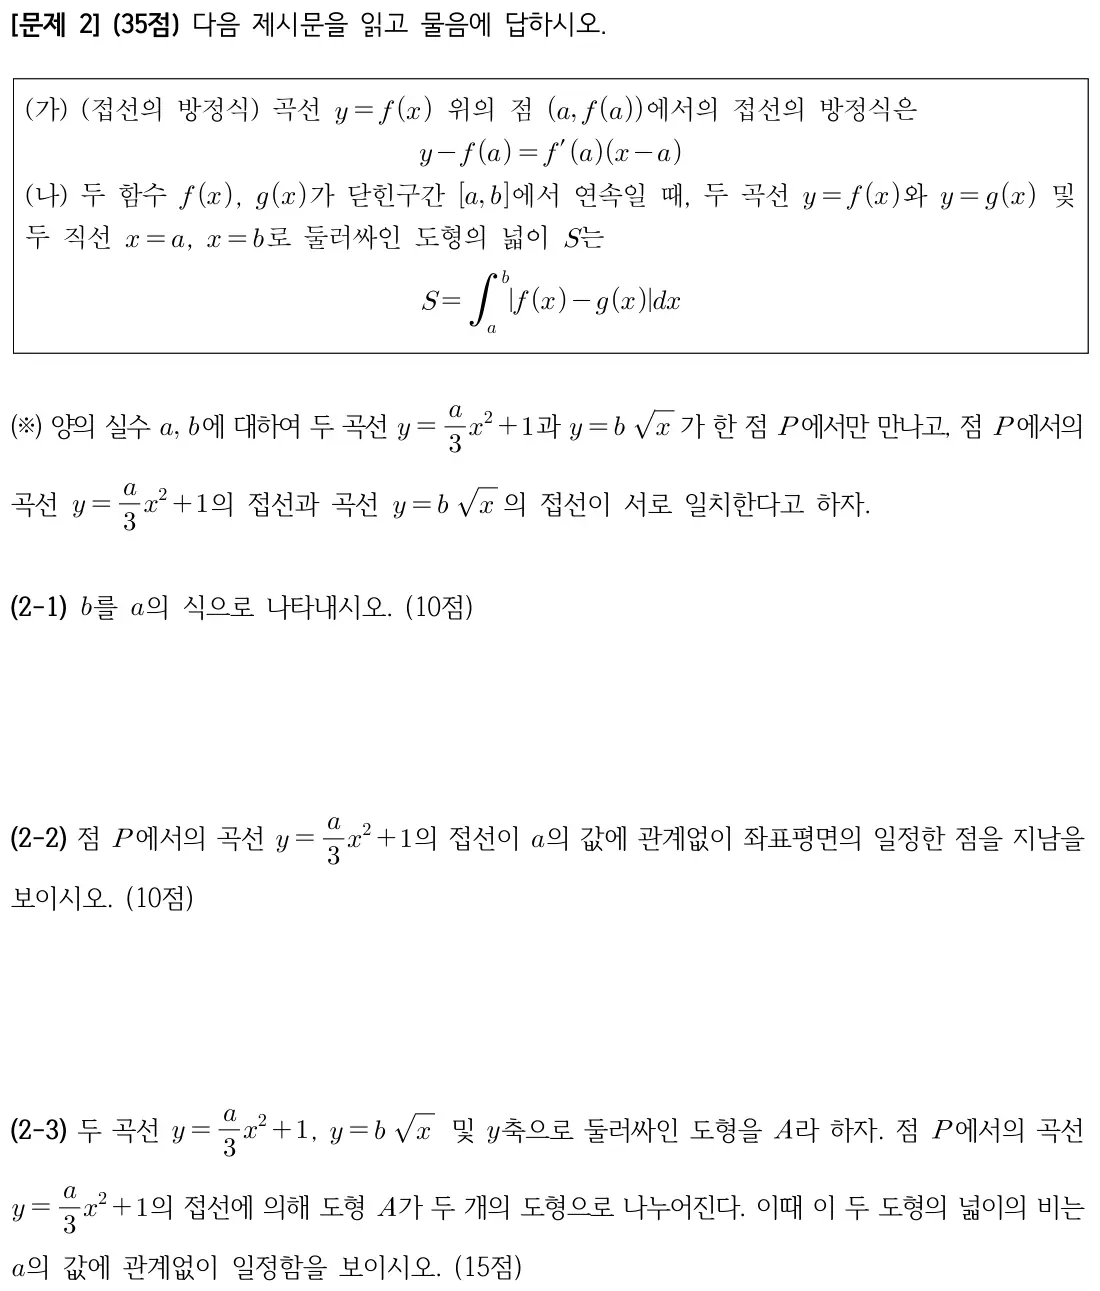 [문제 2] (35점) 다음 제시문을 읽고 물음에 답하시오.
(가) (접선의 방정식) 곡선 y=f(x) 위의 점 (a, f(a))에서의 접선의 방정식은
y-f(a)=f′(a)(x-a)
(나) 두 함수 f(x), g(x)가 닫힌구간 [a, b]에서 연속일 때, 두 곡선 y=f(x)와 y=g(x) 및
두 직선 x=a, x=b로 둘러싸인 도형의 넓이 S는
S=∫_a^b |f(x)-g(x)|dx
(※) 양의 실수 a, b에 대하여 두 곡선 y=\frac{a}{3}x²+1과 y=b√x가 한 점 P에서만 만나고, 점 P에서의
곡선 y=\frac{a}{3}x²+1의 접선과 곡선 y=b√x의 접선이 서로 일치한다고 하자.
(2-1) b를 a의 식으로 나타내시오. (10점)
(2-2) 점 P에서의 곡선 y=\frac{a}{3}x²+1의 접선이 a의 값에 관계없이 좌표평면의 일정한 점을 지남을
보이시오. (10점)
(2-3) 두 곡선 y=\frac{a}{3}x²+1, y=b√x 및 y축으로 둘러싸인 도형을 A라 하자. 점 P에서의 곡선
y=\frac{a}{3}x²+1의 접선에 의해 도형 A가 두 개의 도형으로 나누어진다. 이때 이 두 도형의 넓이의 비는
a의 값에 관계없이 일정함을 보이시오. (15점)